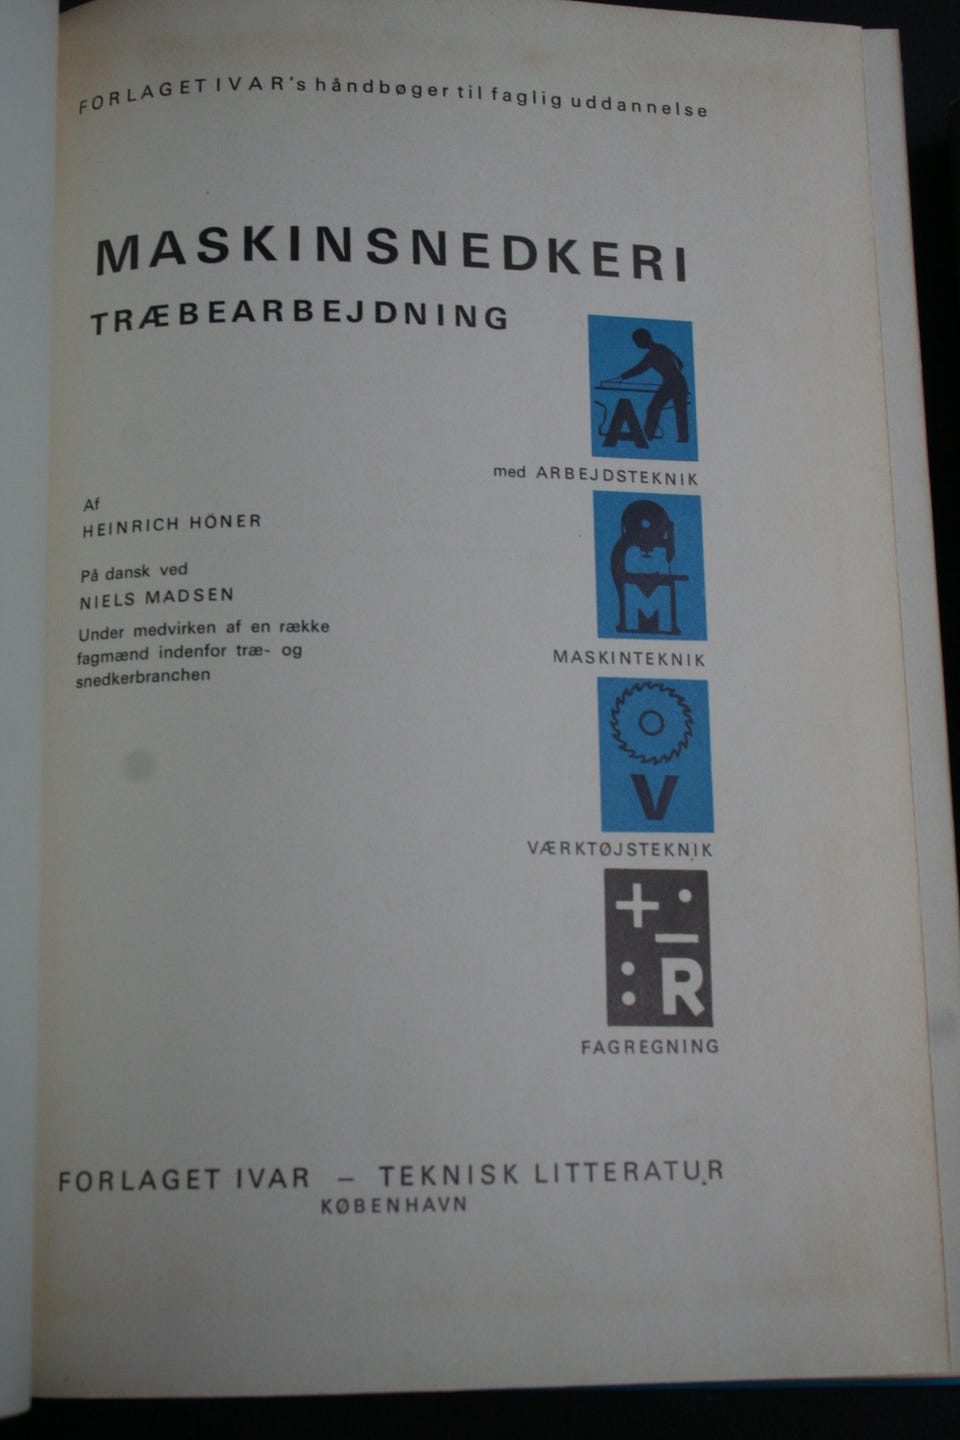 FORLAGET IVAR's håndbøger til faglig uddannelse
MASKINSNEDKERI
TRÆBEARBEJDNING
A
med ARBEJDSTEKNIK
Af
HEINRICH HÖNER
M
På dansk ved
NIELS MADSEN
Under medvirken af en række
fagmænd indenfor træ- og
snedkerbranchen
MASKINTEKNIK
V
VÆRKTØJSTEKNIK
+ · −
: R
FAGREGNING
FORLAGET IVAR – TEKNISK LITTERATUR
KØBENHAVN